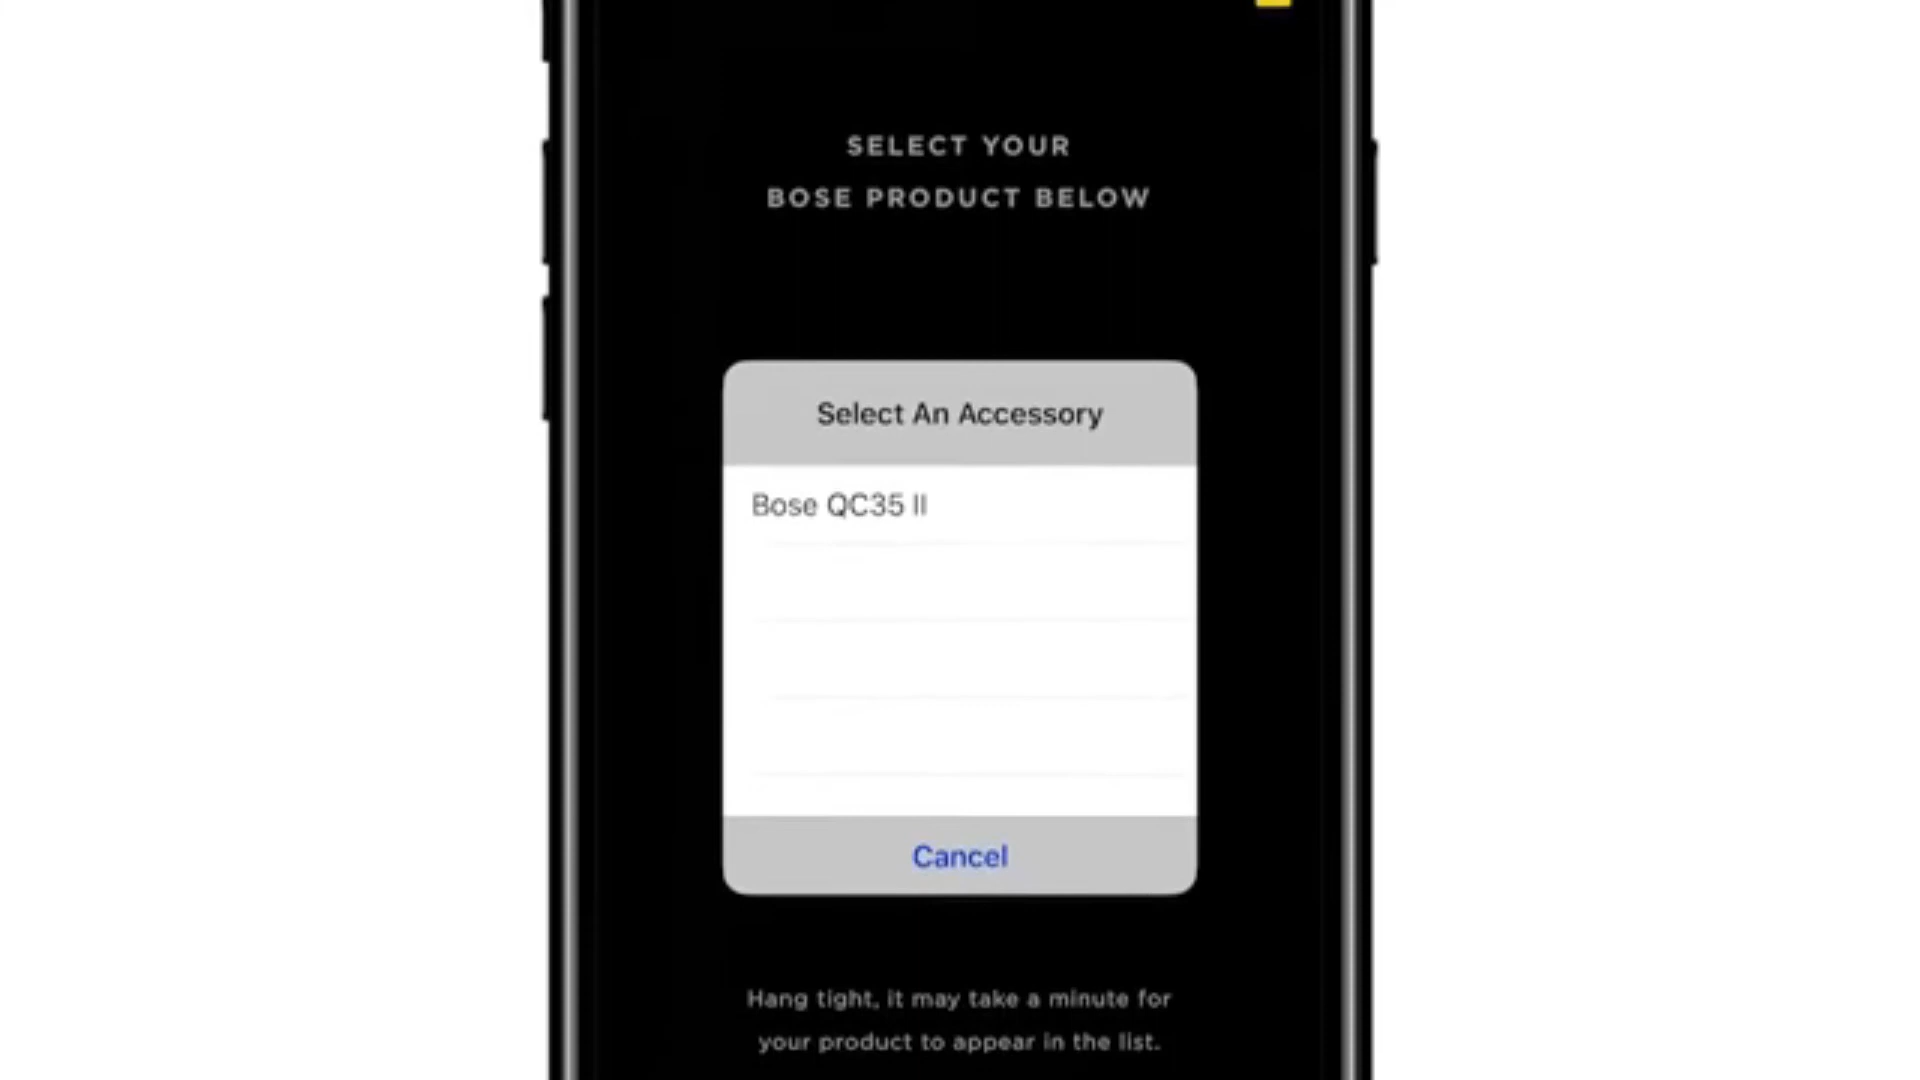 SELECT YOUR
BOSE PRODUCT BELOW
Select An Accessory
Bose QC35 II
Cancel
Hang tight, it may take a minute for
your product to appear in the list.